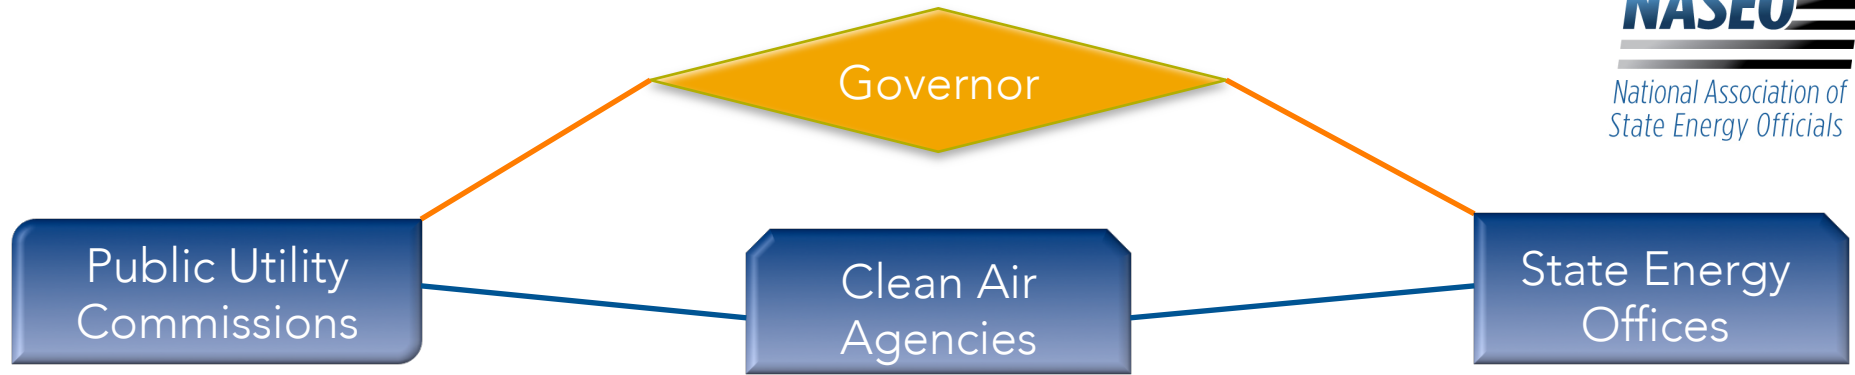 NASEO
National Association of
State Energy Officials
Governor
Public Utility
Commissions
Clean Air
Agencies
State Energy
Offices